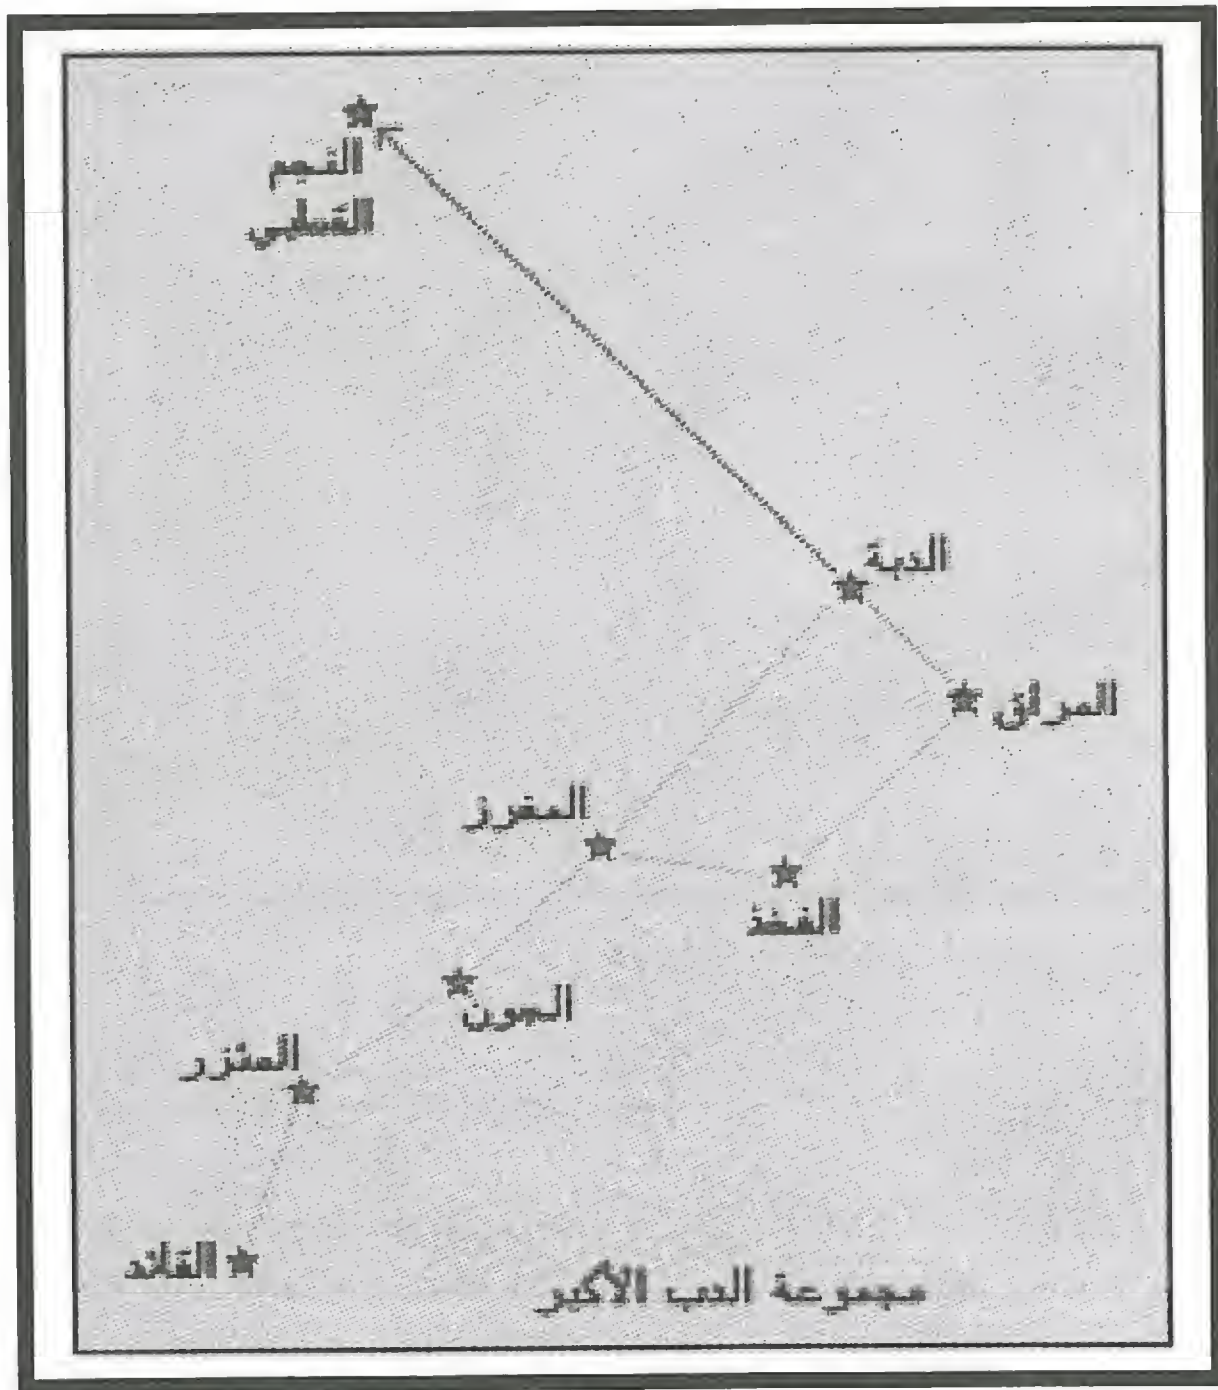 النجم
القطبي
الدبة
المراق
المغرز
الفخذ
الجون
المئزر
القائد
مجموعة الدب الأكبر